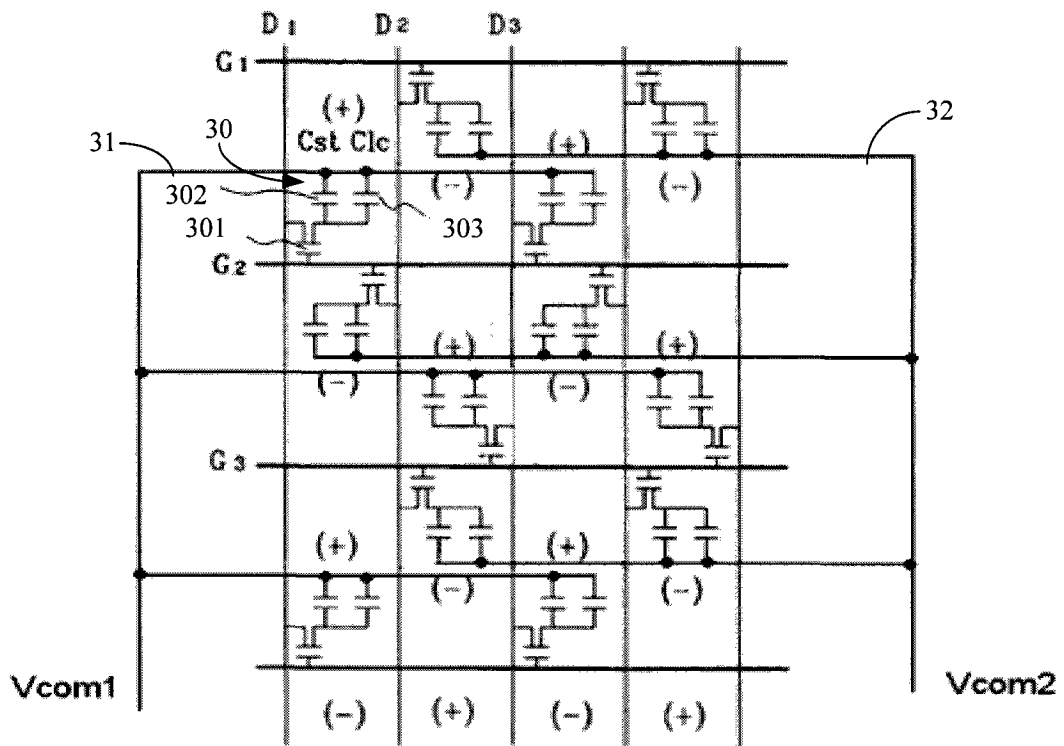 D1 D2 D3
G1
(+)
Cst Clc
30
31
32
(+)
302
(-)
(-)
303
301
G2
(+) (+)
(-) (-)
G3
(+) (+)
(-) (-)
Vcom1
Vcom2
(-) (+) (-) (+)